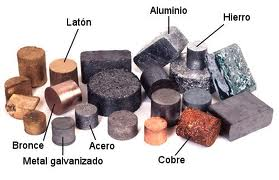 Aluminio
Hierro
Latón
Bronce
Acero
Metal galvanizado
Cobre